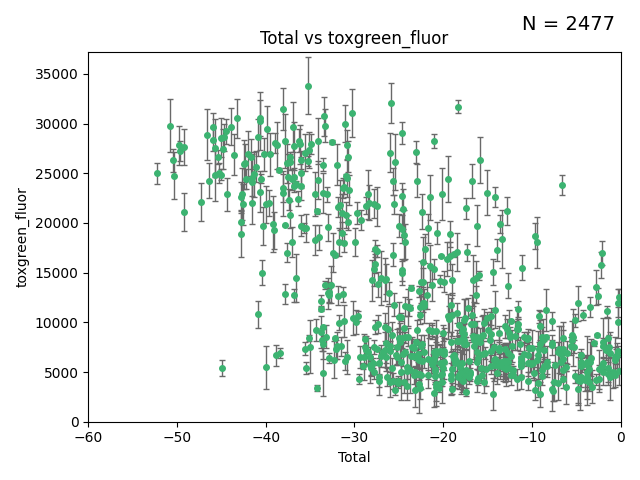 N = 2477
Total vs toxgreen_fluor
35000
30000
25000
20000
15000
10000
5000
0
toxgreen_fluor
−60 −50 −40 −30 −20 −10 0
Total